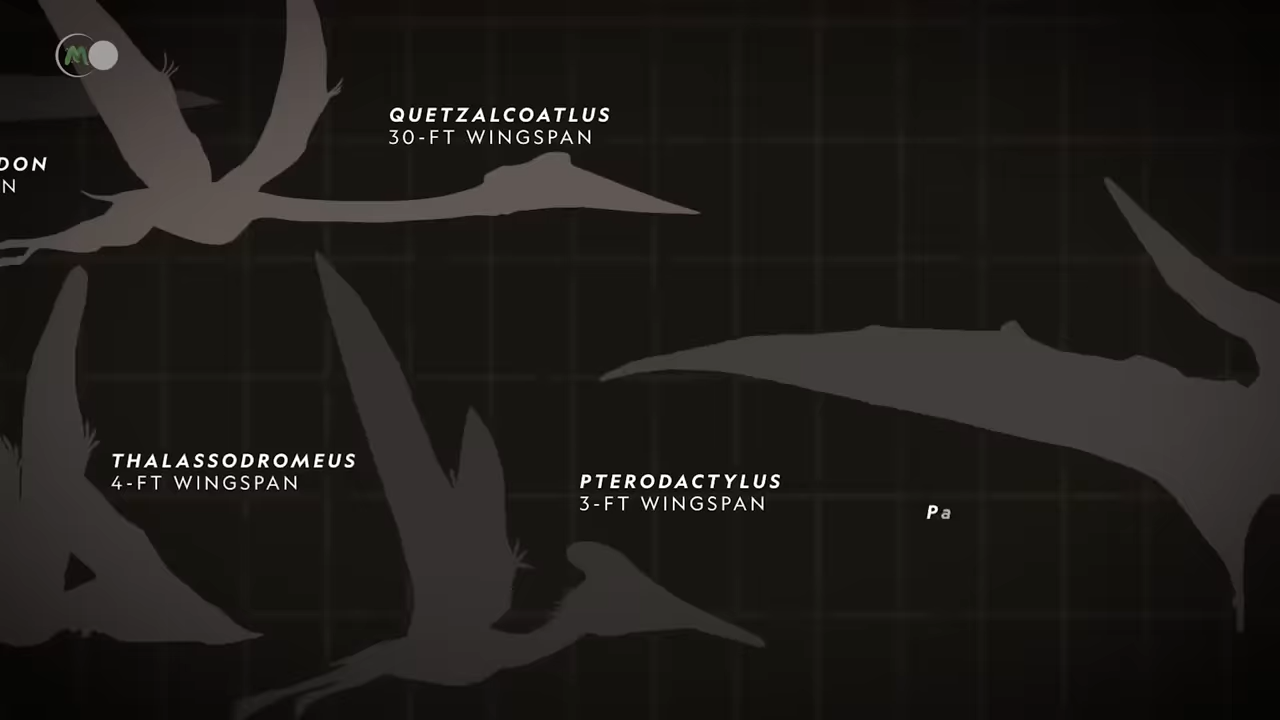 M
QUETZALCOATLUS
30-FT WINGSPAN
DON
N
THALASSODROMEUS
4-FT WINGSPAN
PTERODACTYLUS
3-FT WINGSPAN
Pa